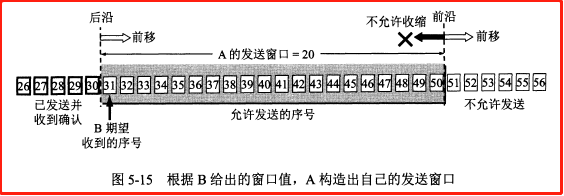 后沿
前沿
不允许收缩
前移
前移
A 的发送窗口 = 20
26 27 28 29 30 31 32 33 34 35 36 37 38 39 40 41 42 43 44 45 46 47 48 49 50 51 52 53 54 55 56
已发送并
收到确认
B 期望
收到的序号
允许发送的序号
不允许发送
图 5-15 根据 B 给出的窗口值，A 构造出自己的发送窗口